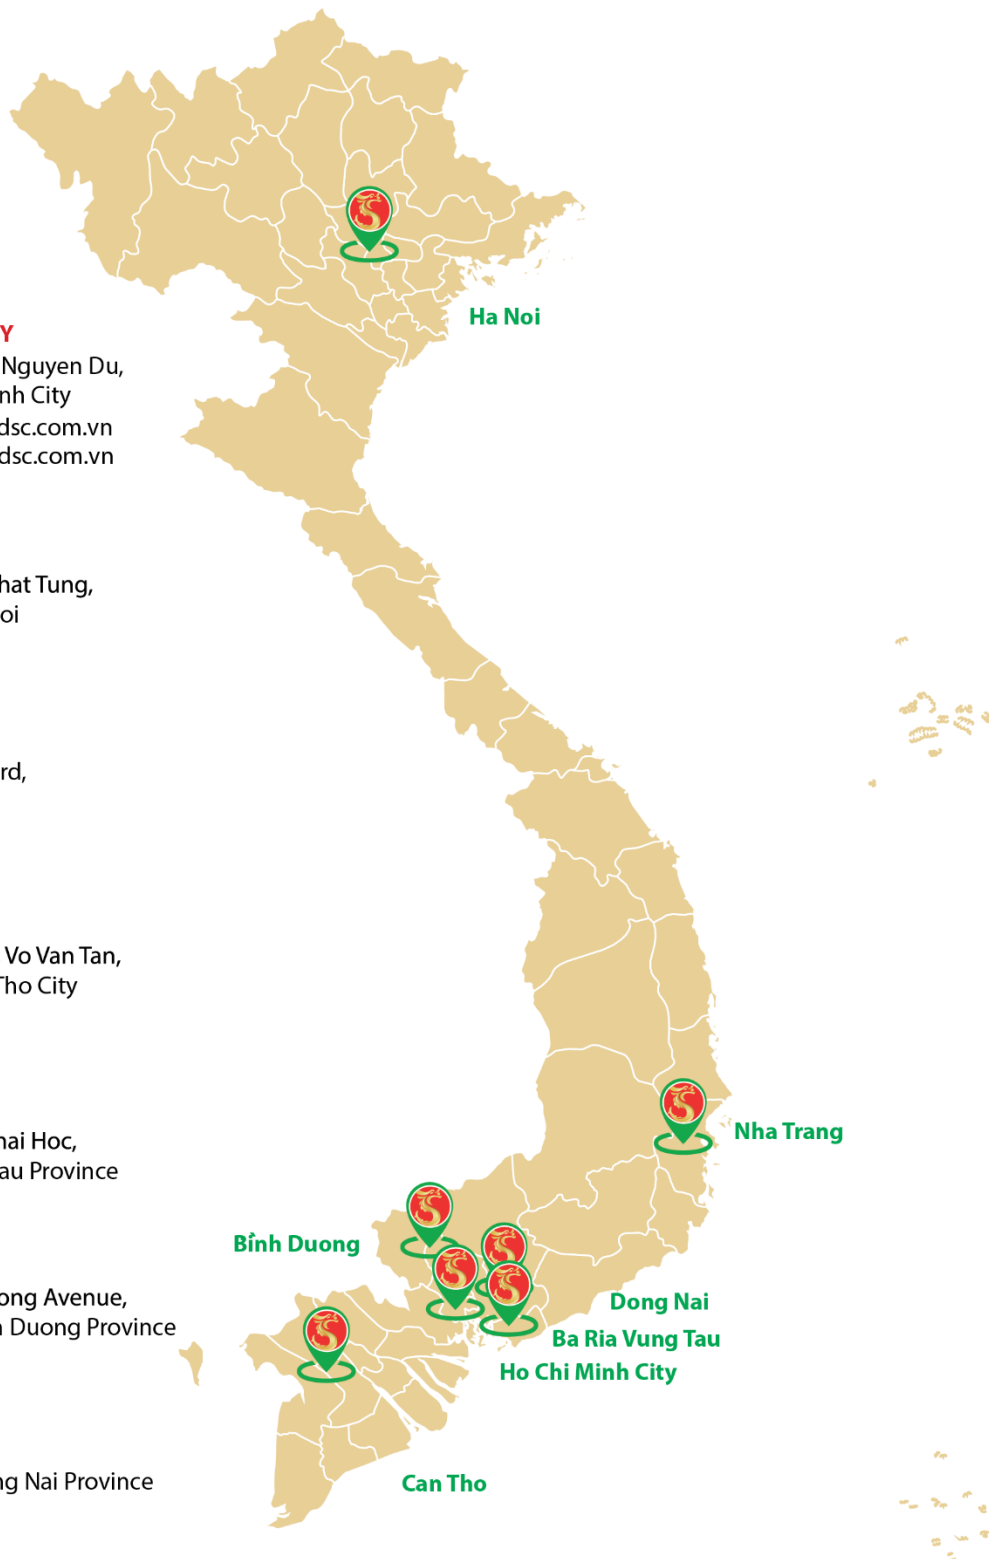 Y
Nguyen Du,
nh City
dsc.com.vn
dsc.com.vn
hat Tung,
oi
rd,
Vo Van Tan,
Tho City
hai Hoc,
au Province
ong Avenue,
n Duong Province
ng Nai Province
Ha Noi
Nha Trang
Bình Duong
Dong Nai
Ba Ria Vung Tau
Ho Chi Minh City
Can Tho